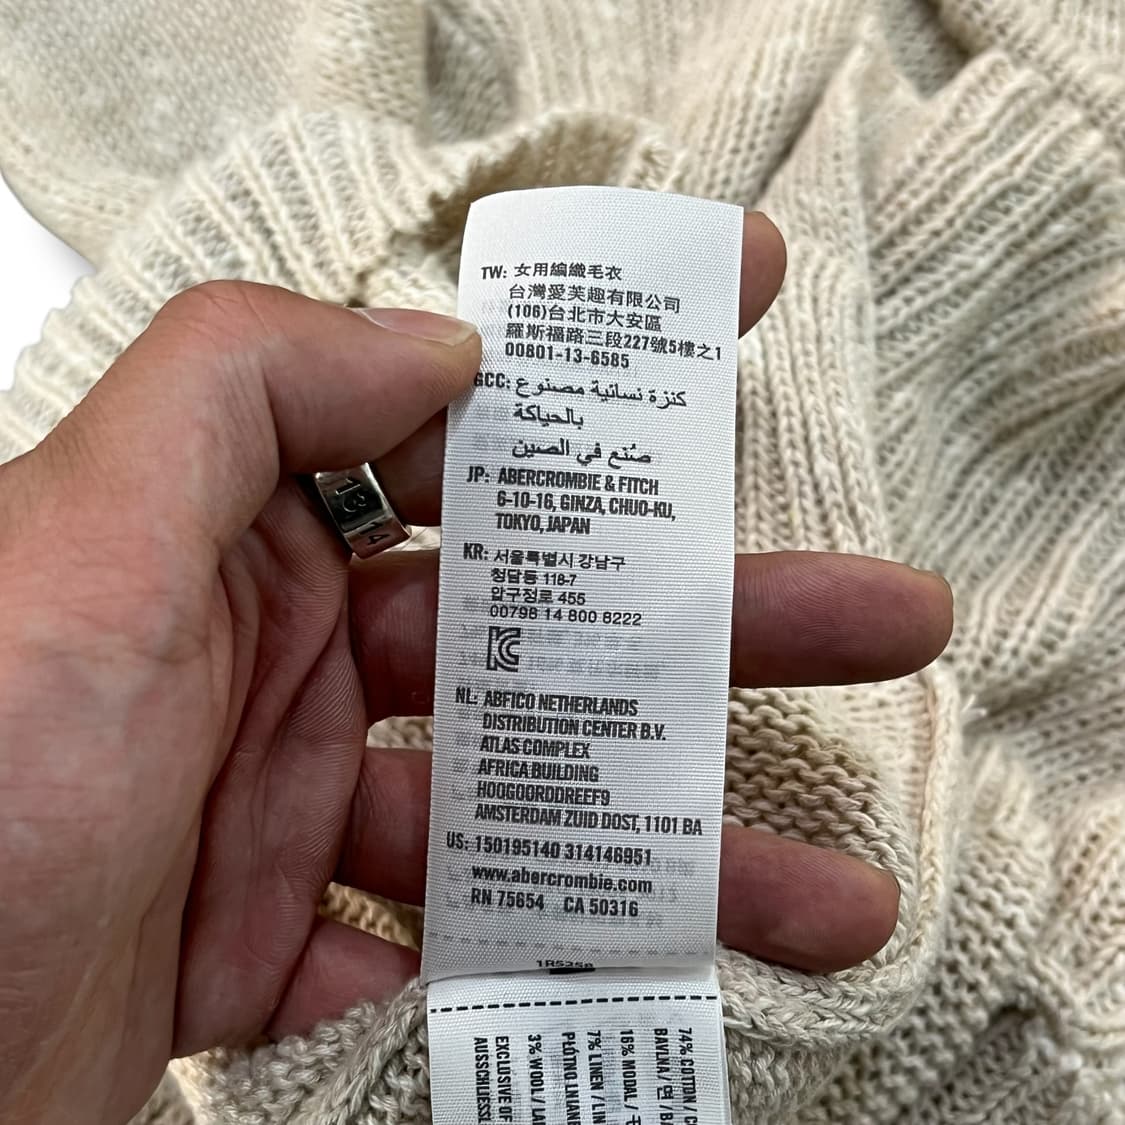 TW: 女用編織毛衣
台灣愛芙趣有限公司
(106)台北市大安區
羅斯福路三段227號5樓之1
00801-13-6585
GCC: كنزة نسائية مصنوع
بالحياكة
صُنع في الصين
JP: ABERCROMBIE & FITCH
6-10-16, GINZA, CHUO-KU,
TOKYO, JAPAN
KR: 서울특별시 강남구
청담동 118-7
압구정로 455
00798 14 800 6222
NL: ABFICO NETHERLANDS
DISTRIBUTION CENTER B.V.
ATLAS COMPLEX
AFRICA BUILDING
HOOGOORDDREEF9
AMSTERDAM ZUID OOST, 1101 BA
US: 150195140 314146951
www.abercrombie.com
RN 75654 CA 50316
74% COTTON /
BAVLNA / 면 /
16% MODAL /
7% LINEN /
3% WOOL /
EXCLUSIVE OF
13 14